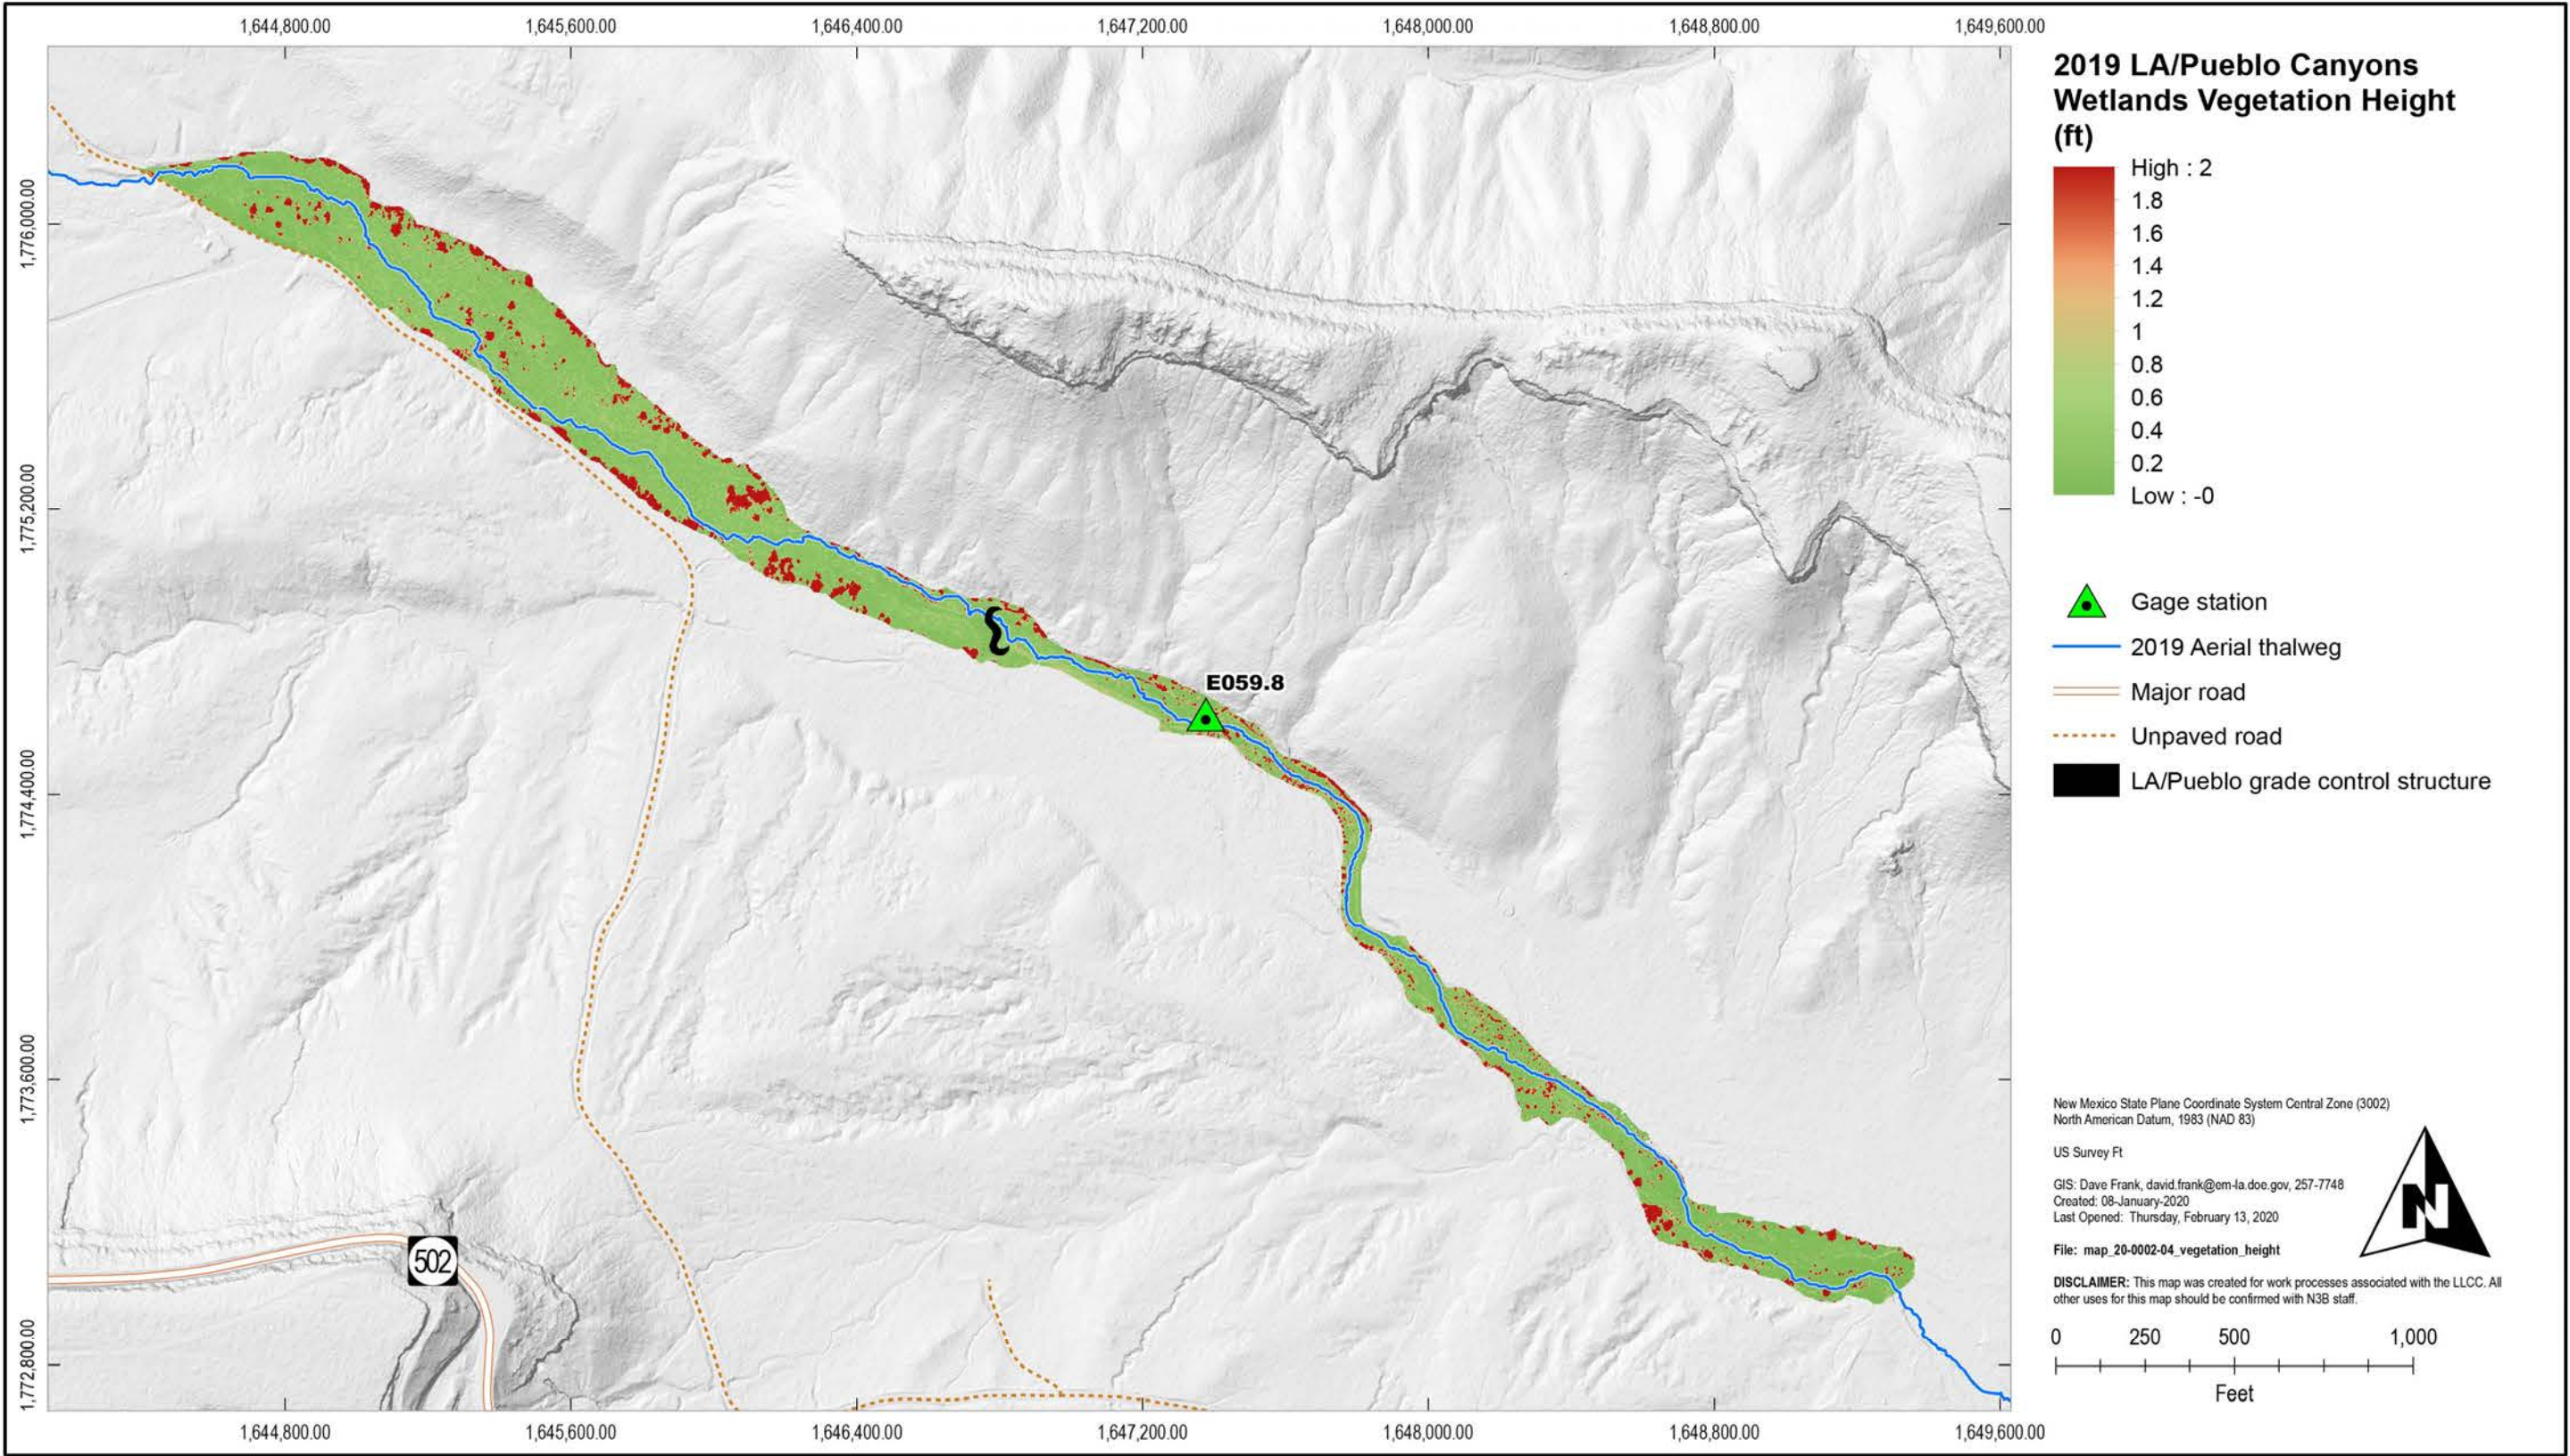 1,644,800.00 1,645,600.00 1,646,400.00 1,647,200.00 1,648,000.00 1,648,800.00 1,649,600.00
1,776,000.00
1,775,200.00
1,774,400.00
1,773,600.00
1,772,800.00
E059.8
502
1,644,800.00 1,645,600.00 1,646,400.00 1,647,200.00 1,648,000.00 1,648,800.00 1,649,600.00
2019 LA/Pueblo Canyons
Wetlands Vegetation Height
(ft)
High : 2
1.8
1.6
1.4
1.2
1
0.8
0.6
0.4
0.2
Low : -0
Gage station
2019 Aerial thalweg
Major road
Unpaved road
LA/Pueblo grade control structure
New Mexico State Plane Coordinate System Central Zone (3002)
North American Datum, 1983 (NAD 83)
US Survey Ft
GIS: Dave Frank, david.frank@em-la.doe.gov, 257-7748
Created: 08-January-2020
Last Opened: Thursday, February 13, 2020
File: map_20-0002-04_vegetation_height
DISCLAIMER: This map was created for work processes associated with the LLCC. All
other uses for this map should be confirmed with N3B staff.
N
0 250 500 1,000
Feet